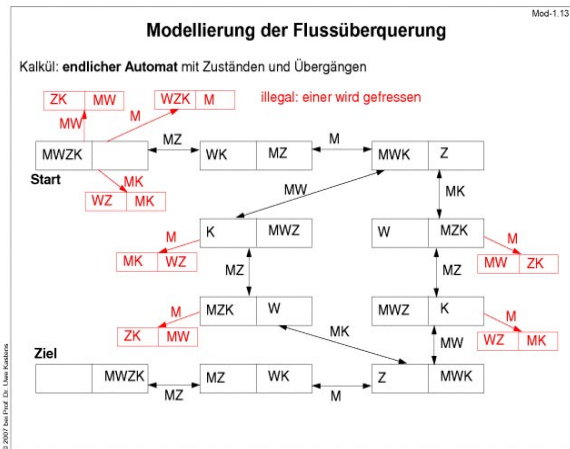 Mod-1.13
Modellierung der Flussüberquerung
Kalkül: endlicher Automat mit Zuständen und Übergängen
ZK MW
WZK M
illegal: einer wird gefressen
MW
M
MWZK
MZ
WK MZ
M
MWK Z
Start
MK
WZ MK
MW
MK
K MWZ
W MZK
M
MK WZ
MZ
M
MW ZK
MZ
MZK W
MWZ K
M
ZK MW
MK
M
WZ MK
MW
Ziel
MWZK
MZ
MZ WK
M
Z MWK
© 2007 bei Prof. Dr. Uwe Kastens